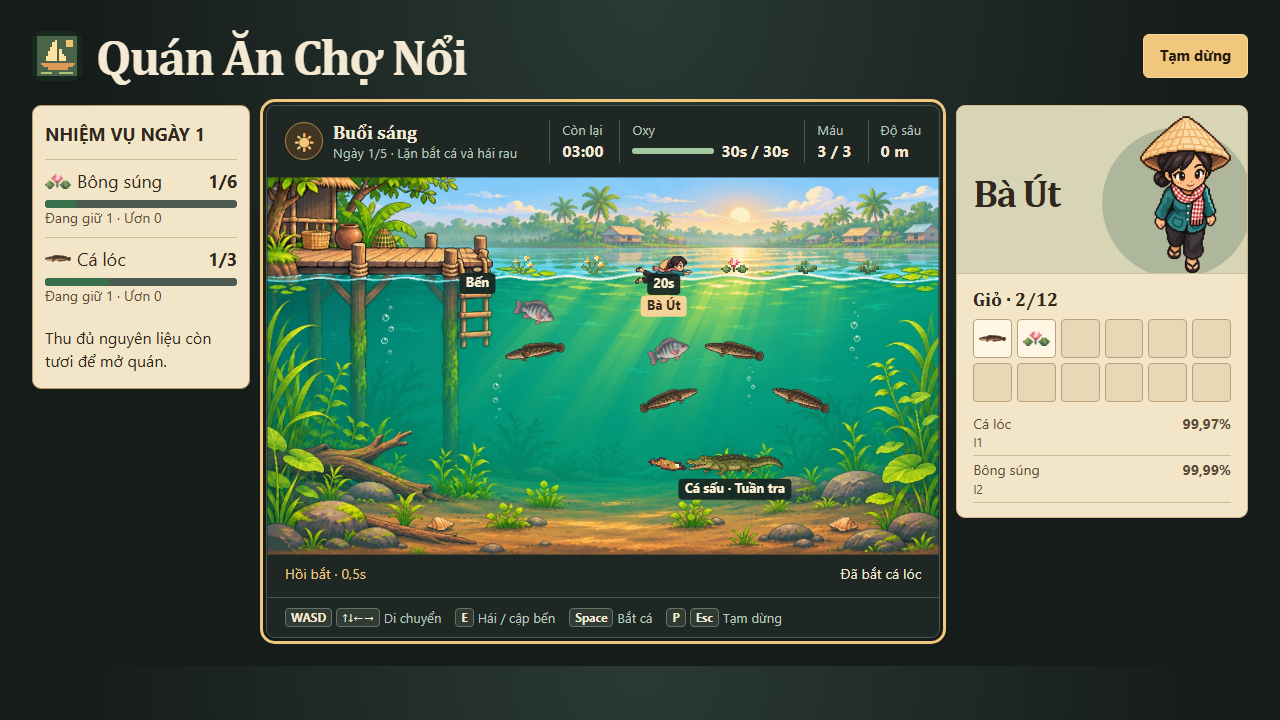 Quán Ăn Chợ Nổi
Tạm dừng
NHIỆM VỤ NGÀY 1
Bông súng 1/6
Đang giữ 1 · Ươn 0
Cá lóc 1/3
Đang giữ 1 · Ươn 0
Thu đủ nguyên liệu còn
tươi để mở quán.
Buổi sáng
Ngày 1/5 · Lặn bắt cá và hái rau
Còn lại
03:00
Oxy
30s / 30s
Máu
3 / 3
Độ sâu
0 m
Bến
20s
Bà Út
Cá sấu · Tuần tra
Hồi bắt · 0,5s
Đã bắt cá lóc
WASD ↑↓←→ Di chuyển E Hái / cập bến Space Bắt cá P Esc Tạm dừng
Bà Út
Giỏ · 2/12
Cá lóc 99,97%
I1
Bông súng 99,99%
I2